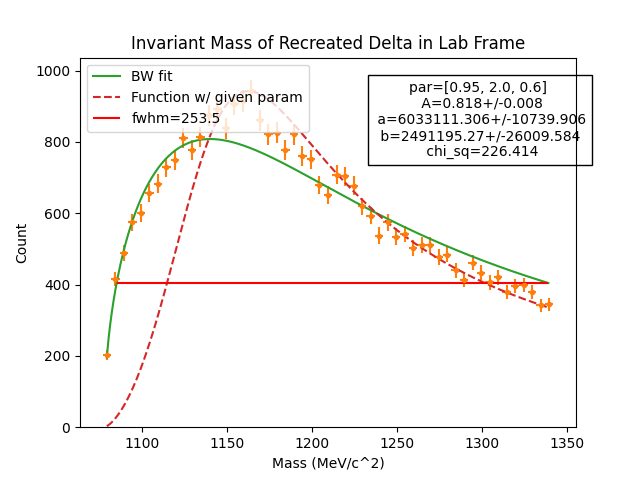 Invariant Mass of Recreated Delta in Lab Frame
BW fit
Function w/ given param
fwhm=253.5
par=[0.95, 2.0, 0.6]
A=0.818+/-0.008
a=6033111.306+/-10739.906
b=2491195.27+/-26009.584
chi_sq=226.414
1000
800
600
400
200
0
Count
1100 1150 1200 1250 1300 1350
Mass (MeV/c^2)